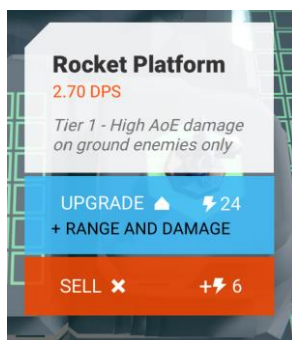 Rocket Platform
2.70 DPS
Tier 1 - High AoE damage
on ground enemies only
UPGRADE 24
+ RANGE AND DAMAGE
SELL + 6